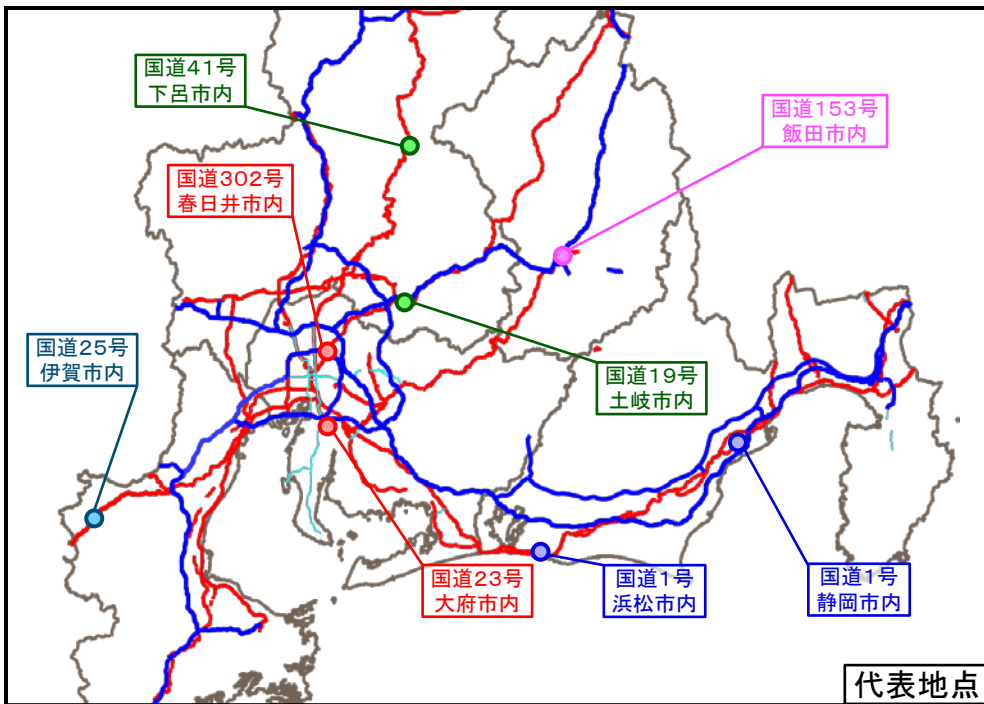 国道41号
下呂市内
国道153号
飯田市内
国道302号
春日井市内
国道25号
伊賀市内
国道19号
土岐市内
国道23号
大府市内
国道1号
浜松市内
国道1号
静岡市内
代表地点